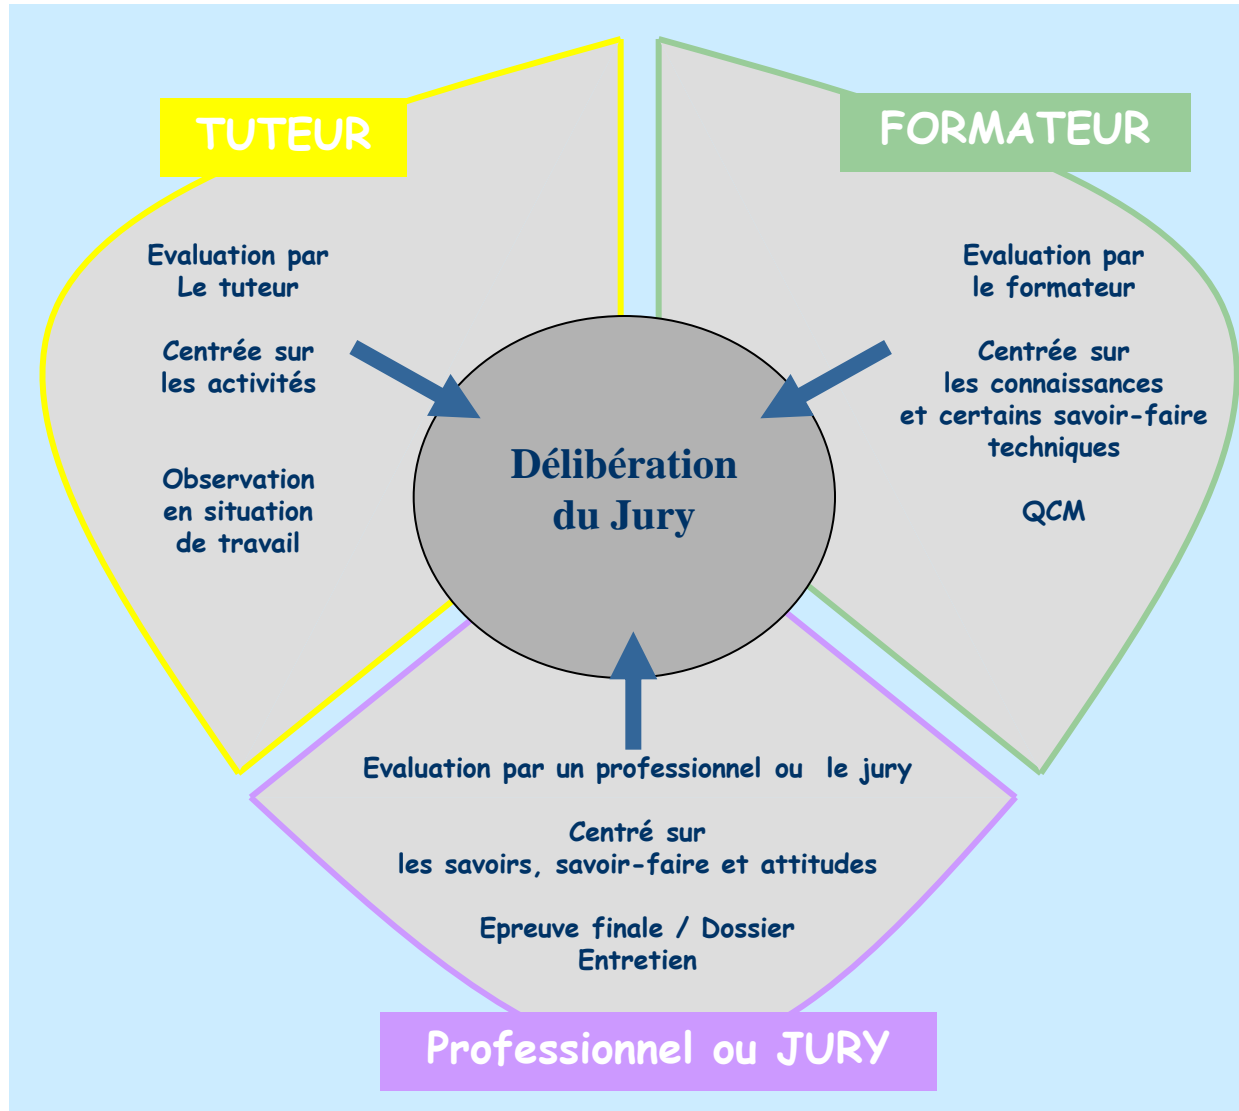 TUTEUR
Evaluation par
Le tuteur
Centrée sur
les activités
Observation
en situation
de travail
FORMATEUR
Evaluation par
le formateur
Centrée sur
les connaissances
et certains savoir-faire
techniques
QCM
Délibération
du Jury
Evaluation par un professionnel ou le jury
Centré sur
les savoirs, savoir-faire et attitudes
Epreuve finale / Dossier
Entretien
Professionnel ou JURY